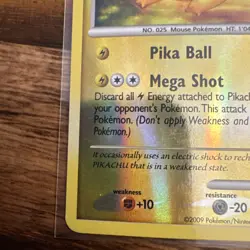 NO. 025 Mouse Pokémon HT. 1'04
Pika Ball
Mega Shot
Discard all Energy attached to Pikach
your opponent's Pokémon. This attack
Pokémon. (Don't apply Weakness and
Pokémon.)
It occasionally uses an electric shock to rech
PIKACHU that is in a weakened state.
weakness
resistance
+10
-20
©2009 Pokémon/Ninten